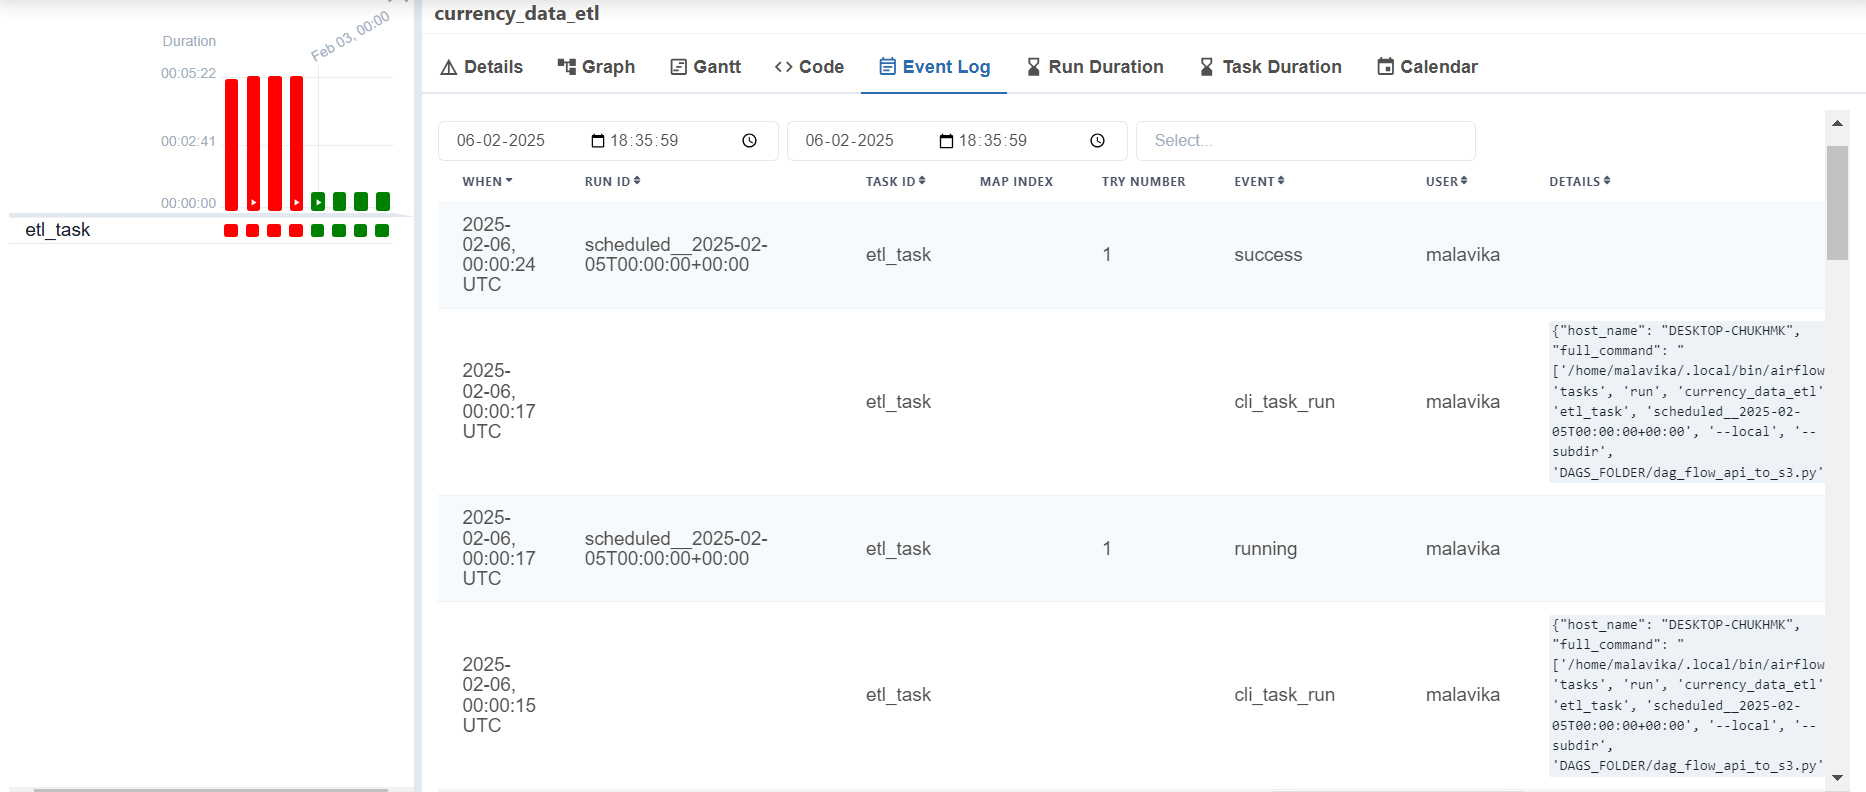 currency_data_etl
Duration
Feb 03, 00:00
00:05:22
00:02:41
00:00:00
etl_task
Details Graph Gantt Code Event Log Run Duration Task Duration Calendar
06-02-2025 18:35:59 06-02-2025 18:35:59 Select...
WHEN RUN ID TASK ID MAP INDEX TRY NUMBER EVENT USER DETAILS
2025-
02-06,
00:00:24
UTC
scheduled__2025-02-
05T00:00:00+00:00
etl_task
1
success
malavika
2025-
02-06,
00:00:17
UTC
etl_task
cli_task_run
malavika
{"host_name": "DESKTOP-CHUKHMK",
"full_command": "
['/home/malavika/.local/bin/airflow
'tasks', 'run', 'currency_data_etl'
'etl_task', 'scheduled__2025-02-
05T00:00:00+00:00', '--local', '--
subdir',
'DAGS_FOLDER/dag_flow_api_to_s3.py'
2025-
02-06,
00:00:17
UTC
scheduled__2025-02-
05T00:00:00+00:00
etl_task
1
running
malavika
2025-
02-06,
00:00:15
UTC
etl_task
cli_task_run
malavika
{"host_name": "DESKTOP-CHUKHMK",
"full_command": "
['/home/malavika/.local/bin/airflow
'tasks', 'run', 'currency_data_etl'
'etl_task', 'scheduled__2025-02-
05T00:00:00+00:00', '--local', '--
subdir',
'DAGS_FOLDER/dag_flow_api_to_s3.py'